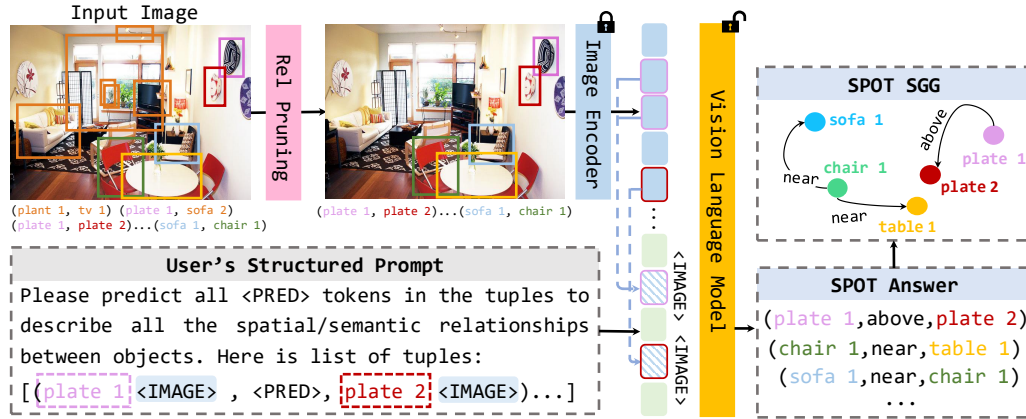 Input Image
Rel Pruning
Image Encoder
Vision Language Model
(plant 1, tv 1) (plate 1, sofa 2)
(plate 1, plate 2)...(sofa 1, chair 1)
(plate 1, plate 2)...(sofa 1, chair 1)
...
<IMAGE>
<IMAGE>
User's Structured Prompt
Please predict all <PRED> tokens in the tuples to
describe all the spatial/semantic relationships
between objects. Here is list of tuples:
[(plate 1 <IMAGE> , <PRED>, plate 2 <IMAGE>)...]
SPOT SGG
sofa 1
above
plate 1
chair 1
plate 2
near
near
table 1
SPOT Answer
(plate 1,above,plate 2)
(chair 1,near,table 1)
(sofa 1,near,chair 1)
...